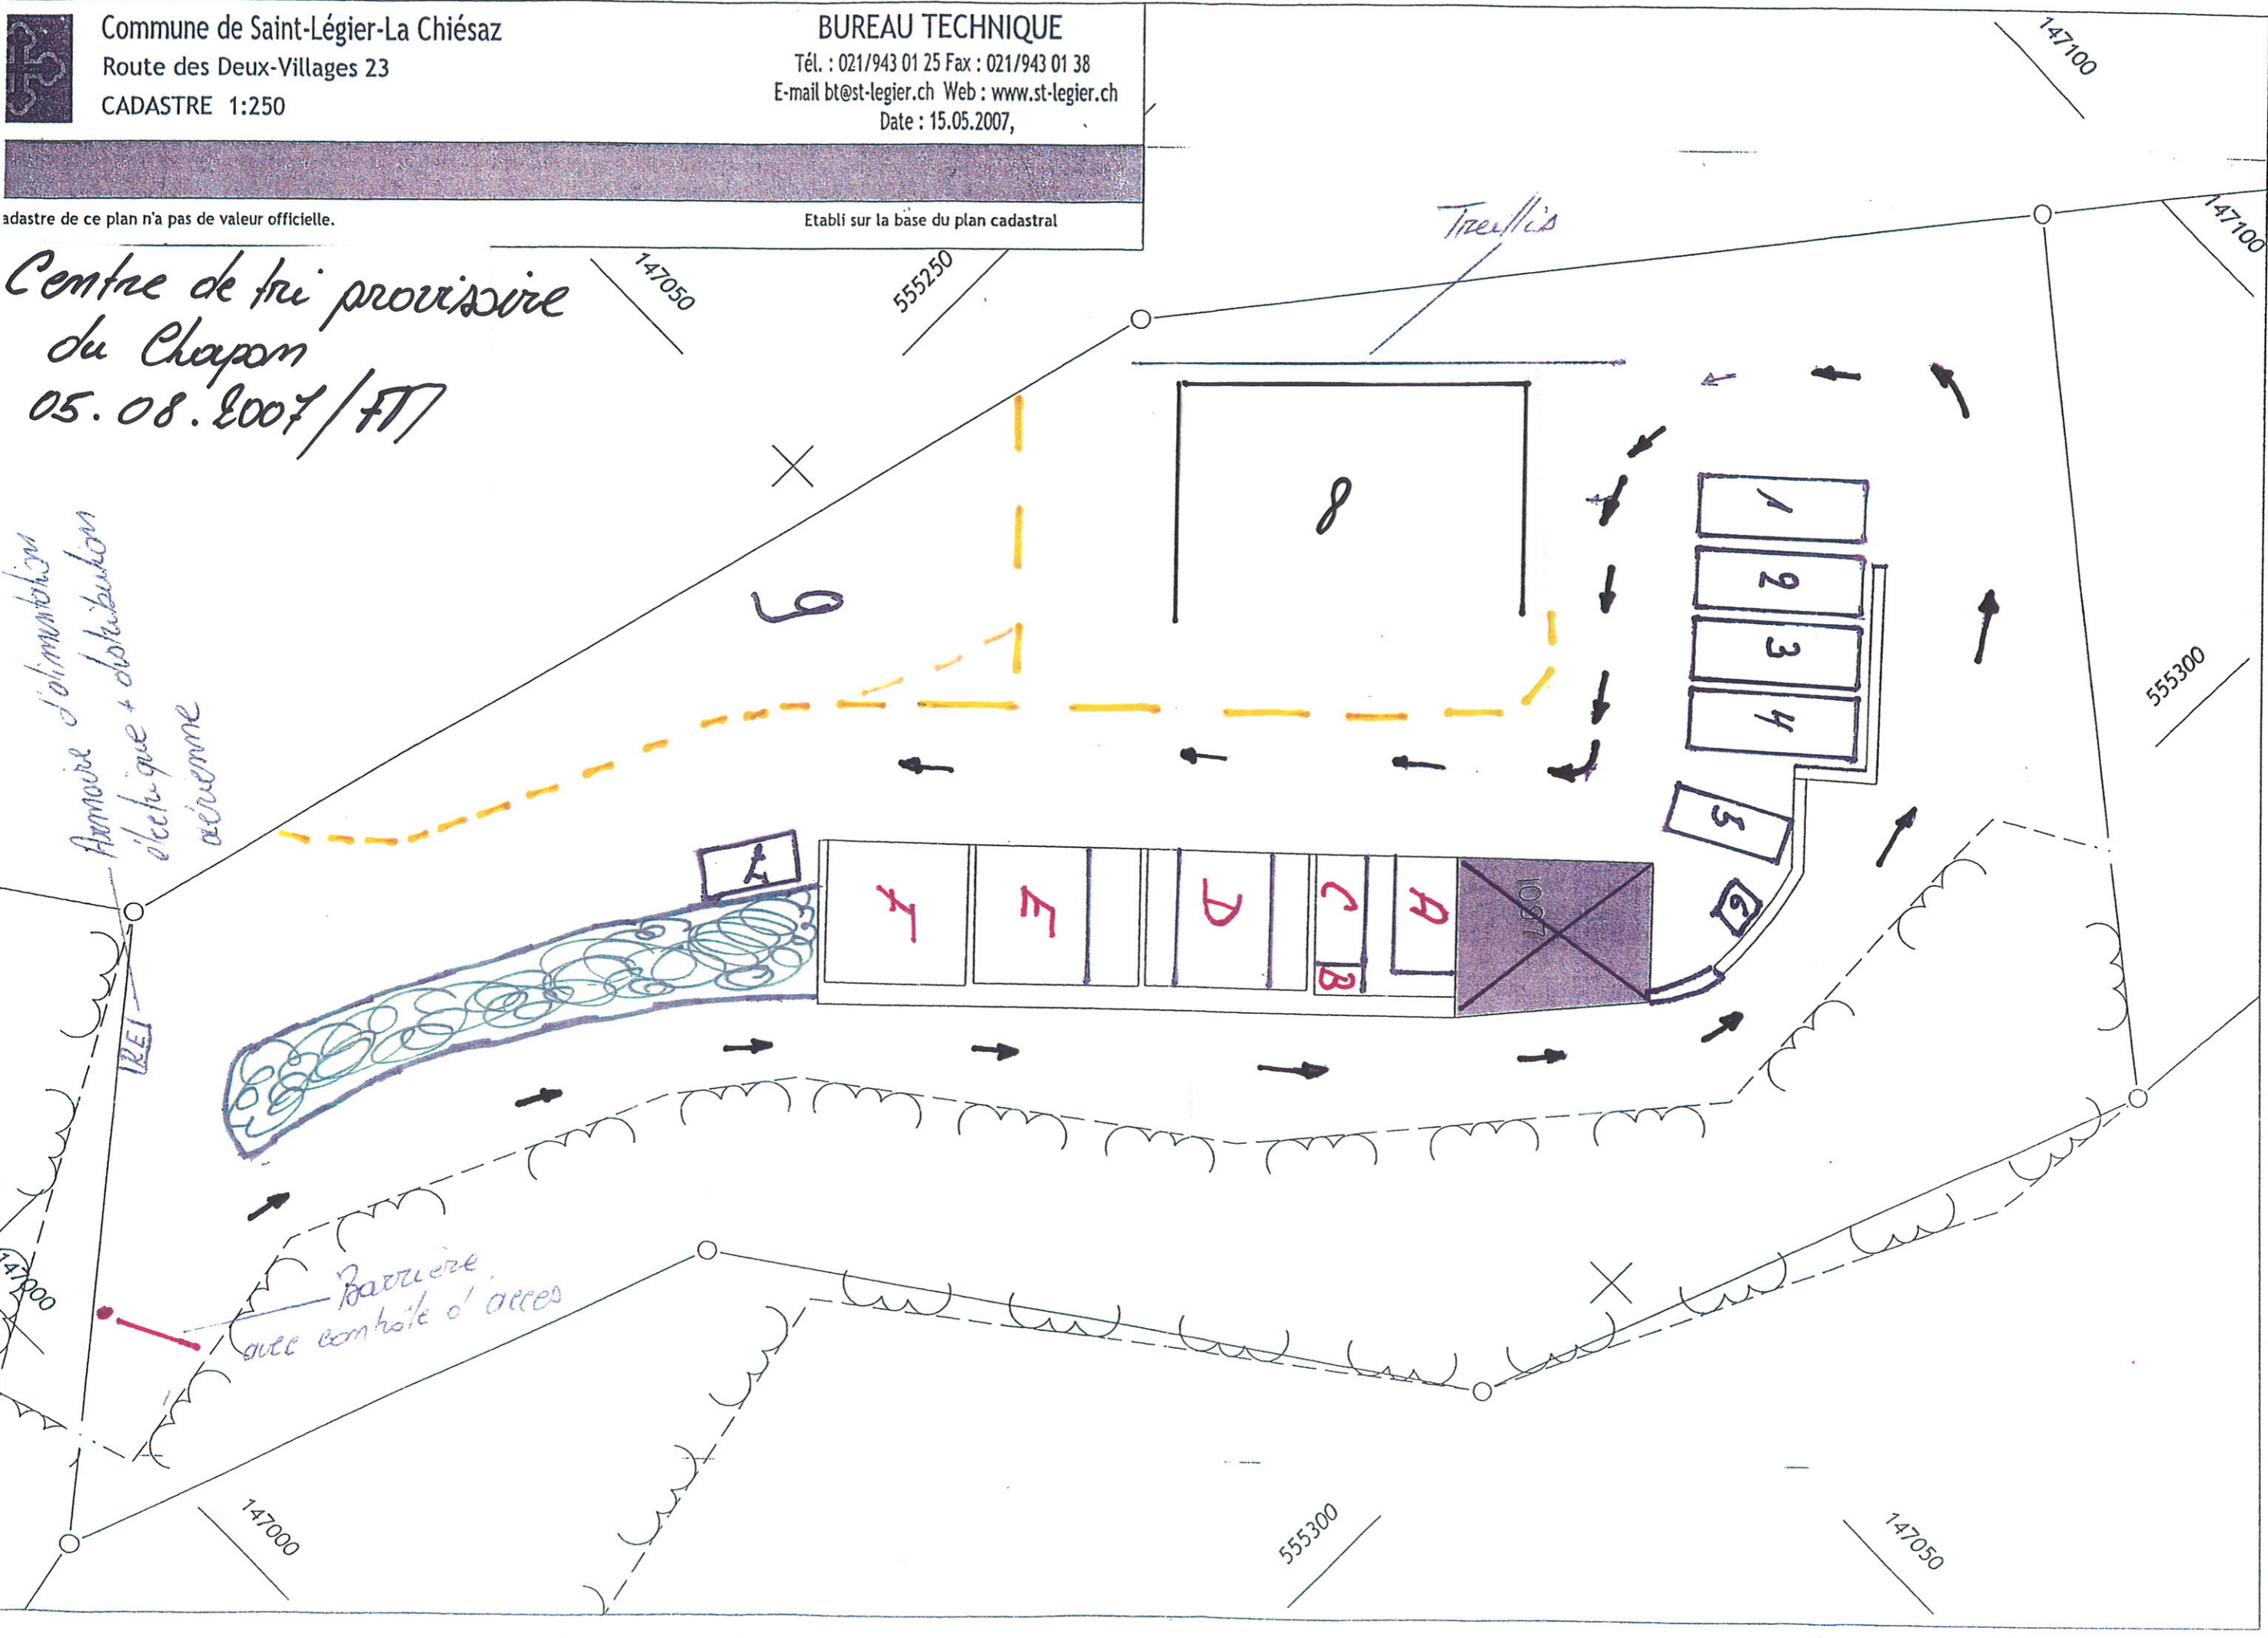 Commune de Saint-Légier-La Chiésaz
Route des Deux-Villages 23
CADASTRE 1:250
BUREAU TECHNIQUE
Tél. : 021/943 01 25 Fax : 021/943 01 38
E-mail bt@st-legier.ch Web : www.st-legier.ch
Date : 15.05.2007,
adastre de ce plan n'a pas de valeur officielle.
Etabli sur la base du plan cadastral
Centre de tri provisoire
du Chapon
05.08.2007/
147050
555250
147100
147100
Treillis
Armoire d'alimentation
électrique + distribution
aérienne
8
9
1
2
3
4
5
6
7
555300
F
E
D
C
B
A
1097
REI
147000
Barrière
avec contrôle d'accès
147000
555300
147050